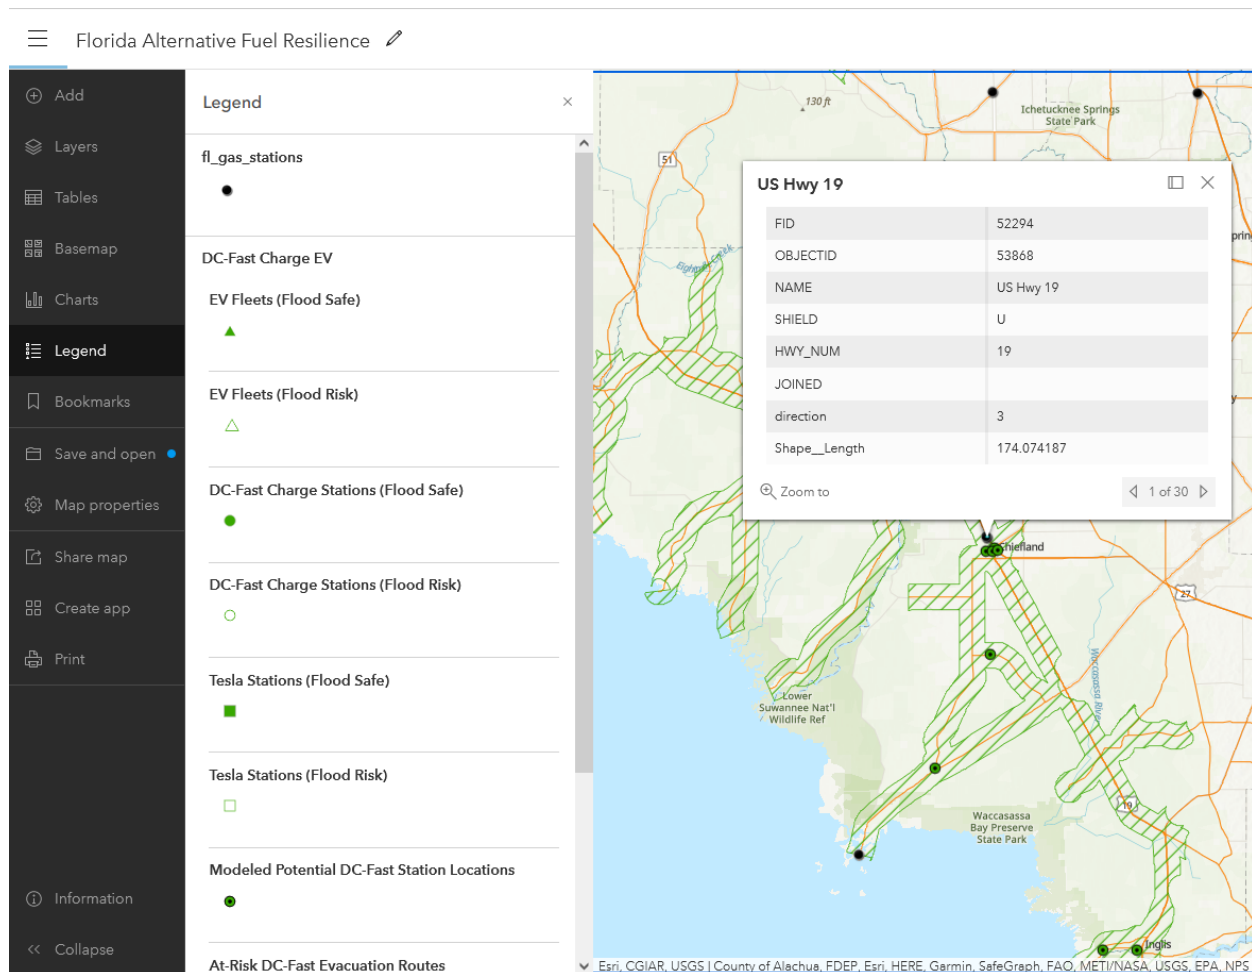 Florida Alternative Fuel Resilience
Add
Layers
Tables
Basemap
Charts
Legend
Bookmarks
Save and open
Map properties
Share map
Create app
Print
Information
Collapse
Legend
fl_gas_stations
DC-Fast Charge EV
EV Fleets (Flood Safe)
EV Fleets (Flood Risk)
DC-Fast Charge Stations (Flood Safe)
DC-Fast Charge Stations (Flood Risk)
Tesla Stations (Flood Safe)
Tesla Stations (Flood Risk)
Modeled Potential DC-Fast Station Locations
At-Risk DC-Fast Evacuation Routes
130 ft
Ichetucknee Springs
State Park
51
US Hwy 19
FID 52294
OBJECTID 53868
NAME US Hwy 19
SHIELD U
HWY_NUM 19
JOINED
direction 3
Shape__Length 174.074187
Zoom to
1 of 30
Chiefland
27
Waccasassa River
Lower
Suwannee Nat'l
Wildlife Ref
19
Waccasassa
Bay Preserve
State Park
Inglis
Esri, CGIAR, USGS | County of Alachua, FDEP, Esri, HERE, Garmin, SafeGraph, FAO, METI/NASA, USGS, EPA, NPS